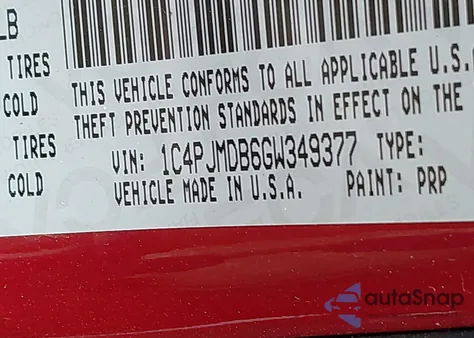 LB
TIRES
COLD
TIRES
COLD
THIS VEHICLE CONFORMS TO ALL APPLICABLE U.S.
THEFT PREVENTION STANDARDS IN EFFECT ON THE
VIN: 1C4PJMDB6GW349377 TYPE:
VEHICLE MADE IN U.S.A. PAINT: PRP
autoSnap